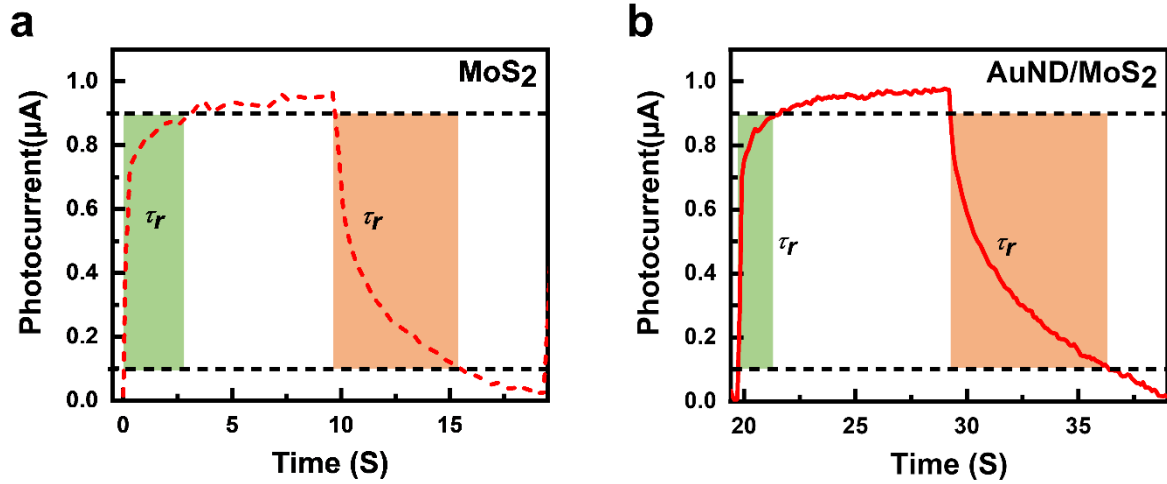 a
MoS2
Photocurrent(μA)
1.0
0.8
0.6
0.4
0.2
0.0
τr
τr
0
5
10
15
Time (S)
b
AuND/MoS2
Photocurrent(μA)
1.0
0.8
0.6
0.4
0.2
0.0
τr
τr
20
25
30
35
Time (S)